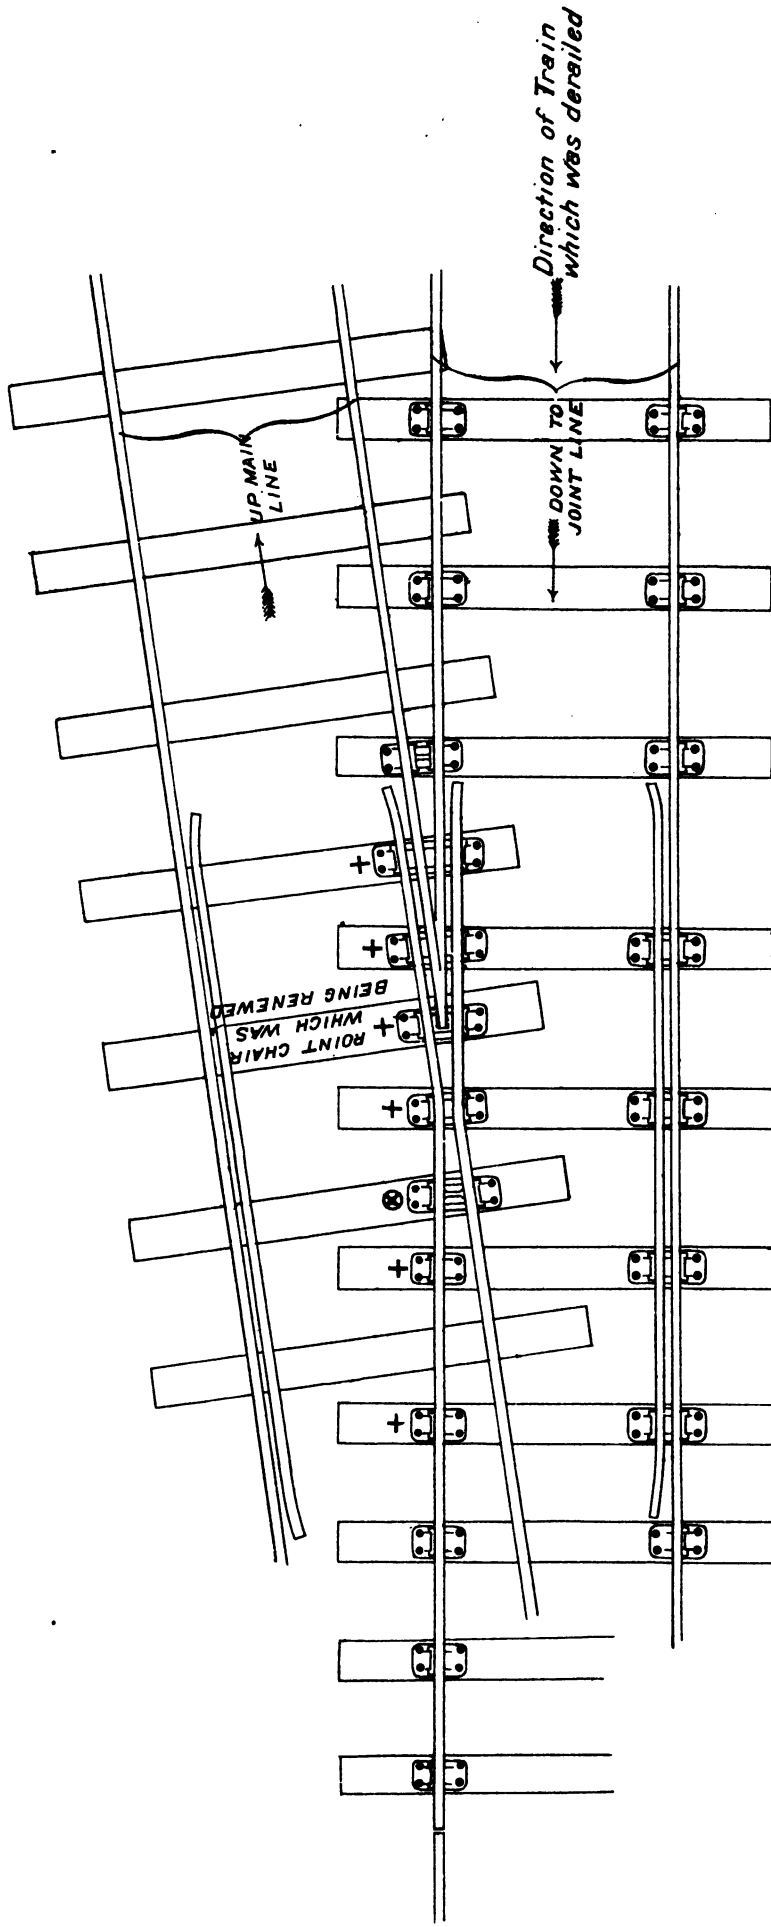 Direction of Train
which was derailed
UP MAIN
LINE
DOWN TO
JOINT LINE
POINT CHAIR
WHICH WAS
BEING RENEWED